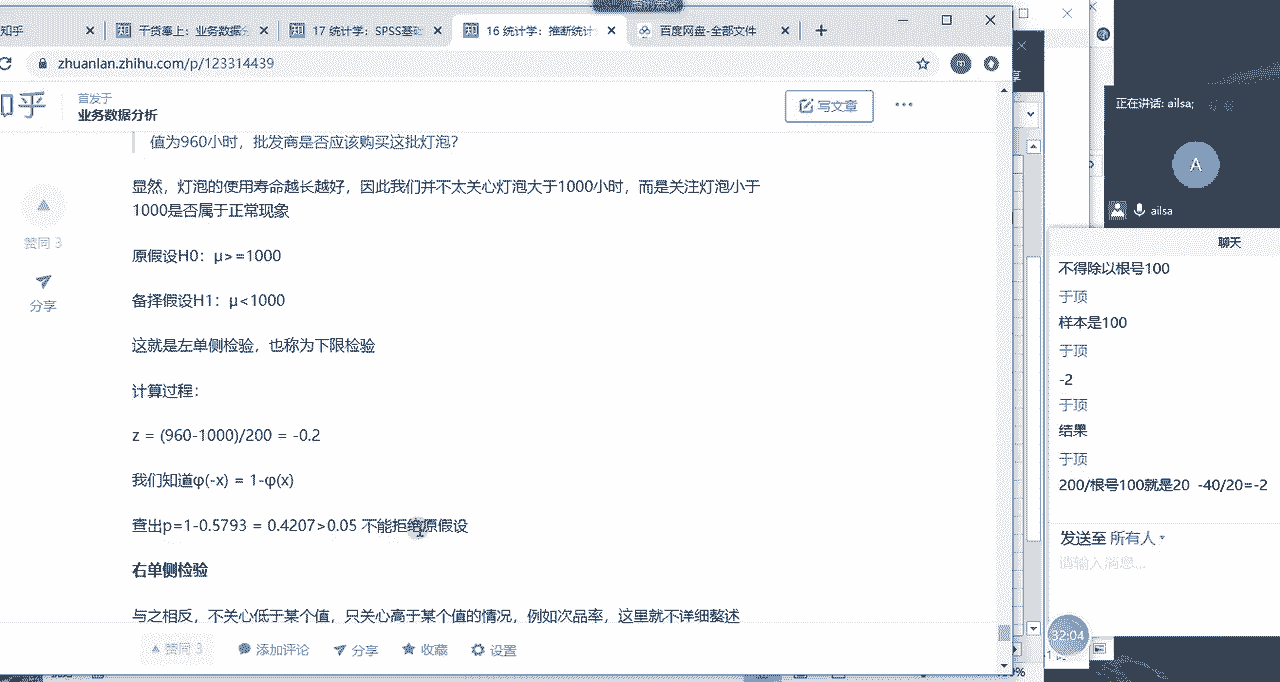 知乎
干货奉上：业务数据分
17 统计学：SPSS基础
16 统计学：推断统计
百度网盘-全部文件
zhuanlan.zhihu.com/p/123314439
首发于
业务数据分析
写文章
值为960小时，批发商是否应该购买这批灯泡？
显然，灯泡的使用寿命越长越好，因此我们并不太关心灯泡大于1000小时，而是关注灯泡小于
1000是否属于正常现象
原假设H0：μ>=1000
备择假设H1：μ<1000
这就是左单侧检验，也称为下限检验
计算过程：
z = (960-1000)/200 = -0.2
我们知道φ(-x) = 1-φ(x)
查出p=1-0.5793 = 0.4207>0.05 不能拒绝原假设
右单侧检验
与之相反，不关心低于某个值，只关心高于某个值的情况，例如次品率，这里就不详细鳌述
赞同 3
分享
赞同 3
添加评论
分享
收藏
设置
正在讲话: ailsa;
A
ailsa
聊天
不得除以根号100
于顶
样本是100
于顶
-2
于顶
结果
于顶
200/根号100就是20 -40/20=-2
发送至 所有人
请输入消息...
32:04